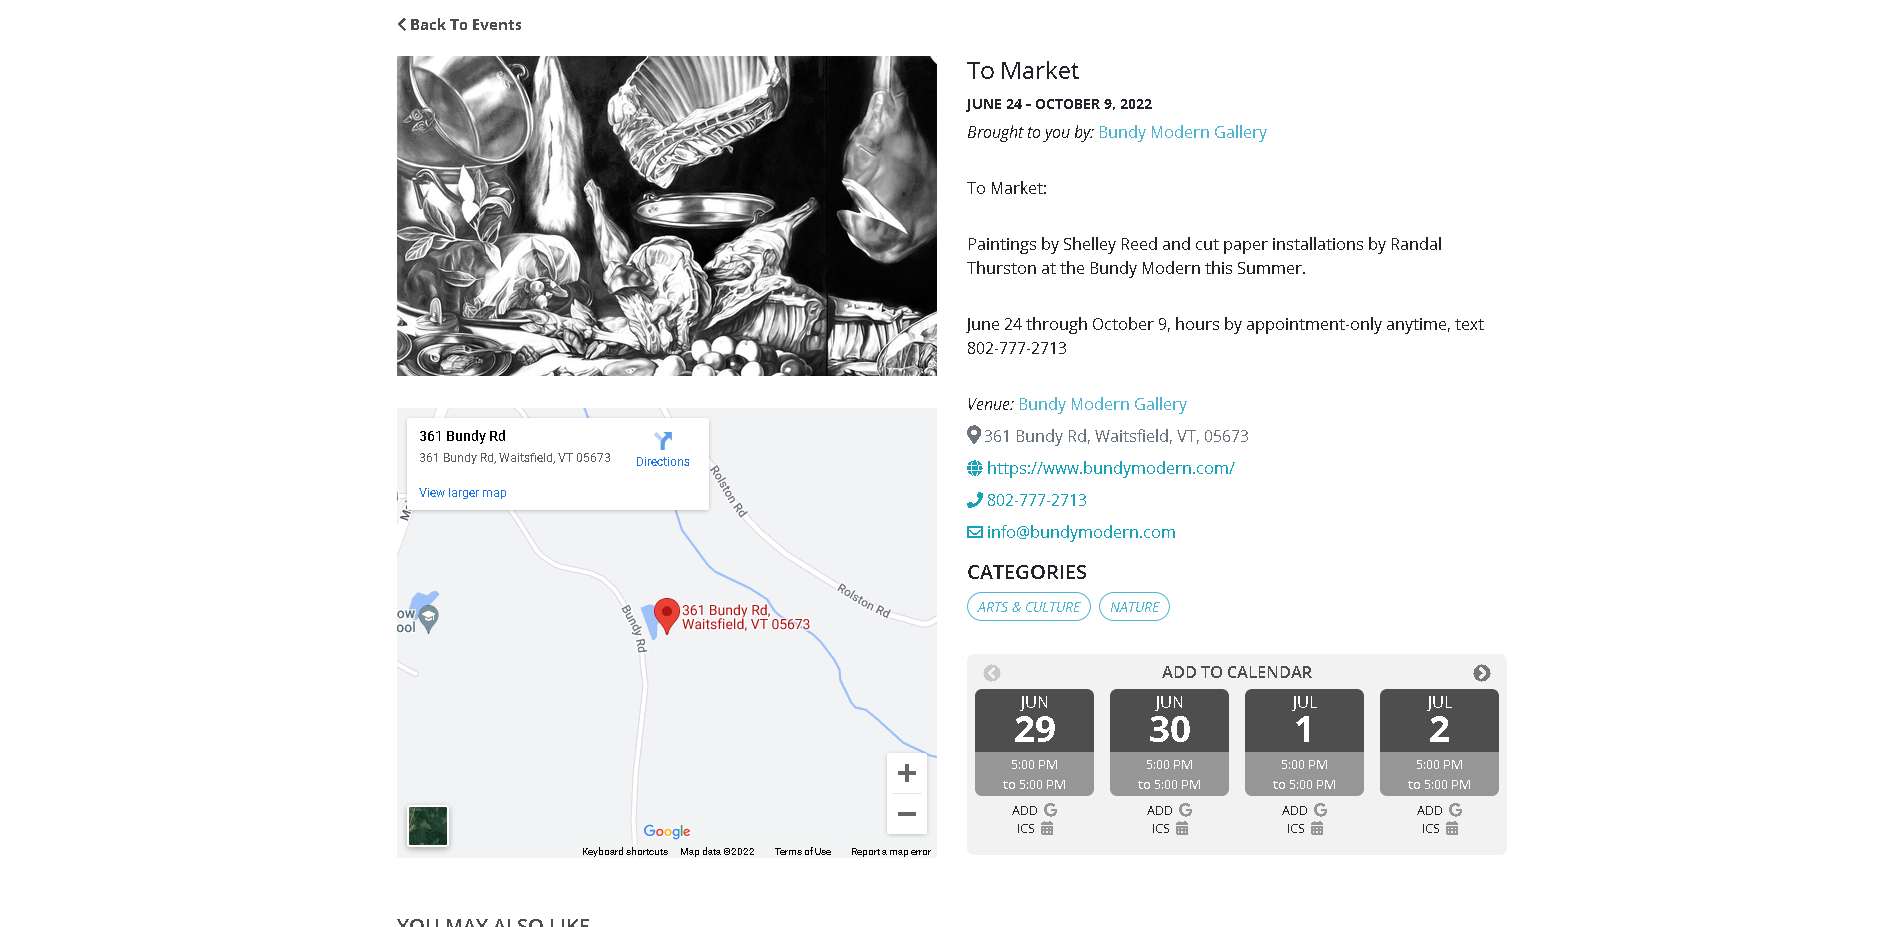 Back To Events
To Market
JUNE 24 - OCTOBER 9, 2022
Brought to you by: Bundy Modern Gallery
To Market:
Paintings by Shelley Reed and cut paper installations by Randal
Thurston at the Bundy Modern this Summer.
June 24 through October 9, hours by appointment-only anytime, text
802-777-2713
Venue: Bundy Modern Gallery
361 Bundy Rd, Waitsfield, VT, 05673
https://www.bundymodern.com/
802-777-2713
info@bundymodern.com
CATEGORIES
ARTS & CULTURE
NATURE
ADD TO CALENDAR
JUN
29
5:00 PM
to 5:00 PM
ADD G
ICS
JUN
30
5:00 PM
to 5:00 PM
ADD G
ICS
JUL
1
5:00 PM
to 5:00 PM
ADD G
ICS
JUL
2
5:00 PM
to 5:00 PM
ADD G
ICS
361 Bundy Rd
361 Bundy Rd, Waitsfield, VT 05673
Directions
View larger map
Rolston Rd
Rolston Rd
Bundy Rd
361 Bundy Rd,
Waitsfield, VT 05673
Google
Keyboard shortcuts
Map data ©2022
Terms of Use
Report a map error
YOU MAY ALSO LIKE